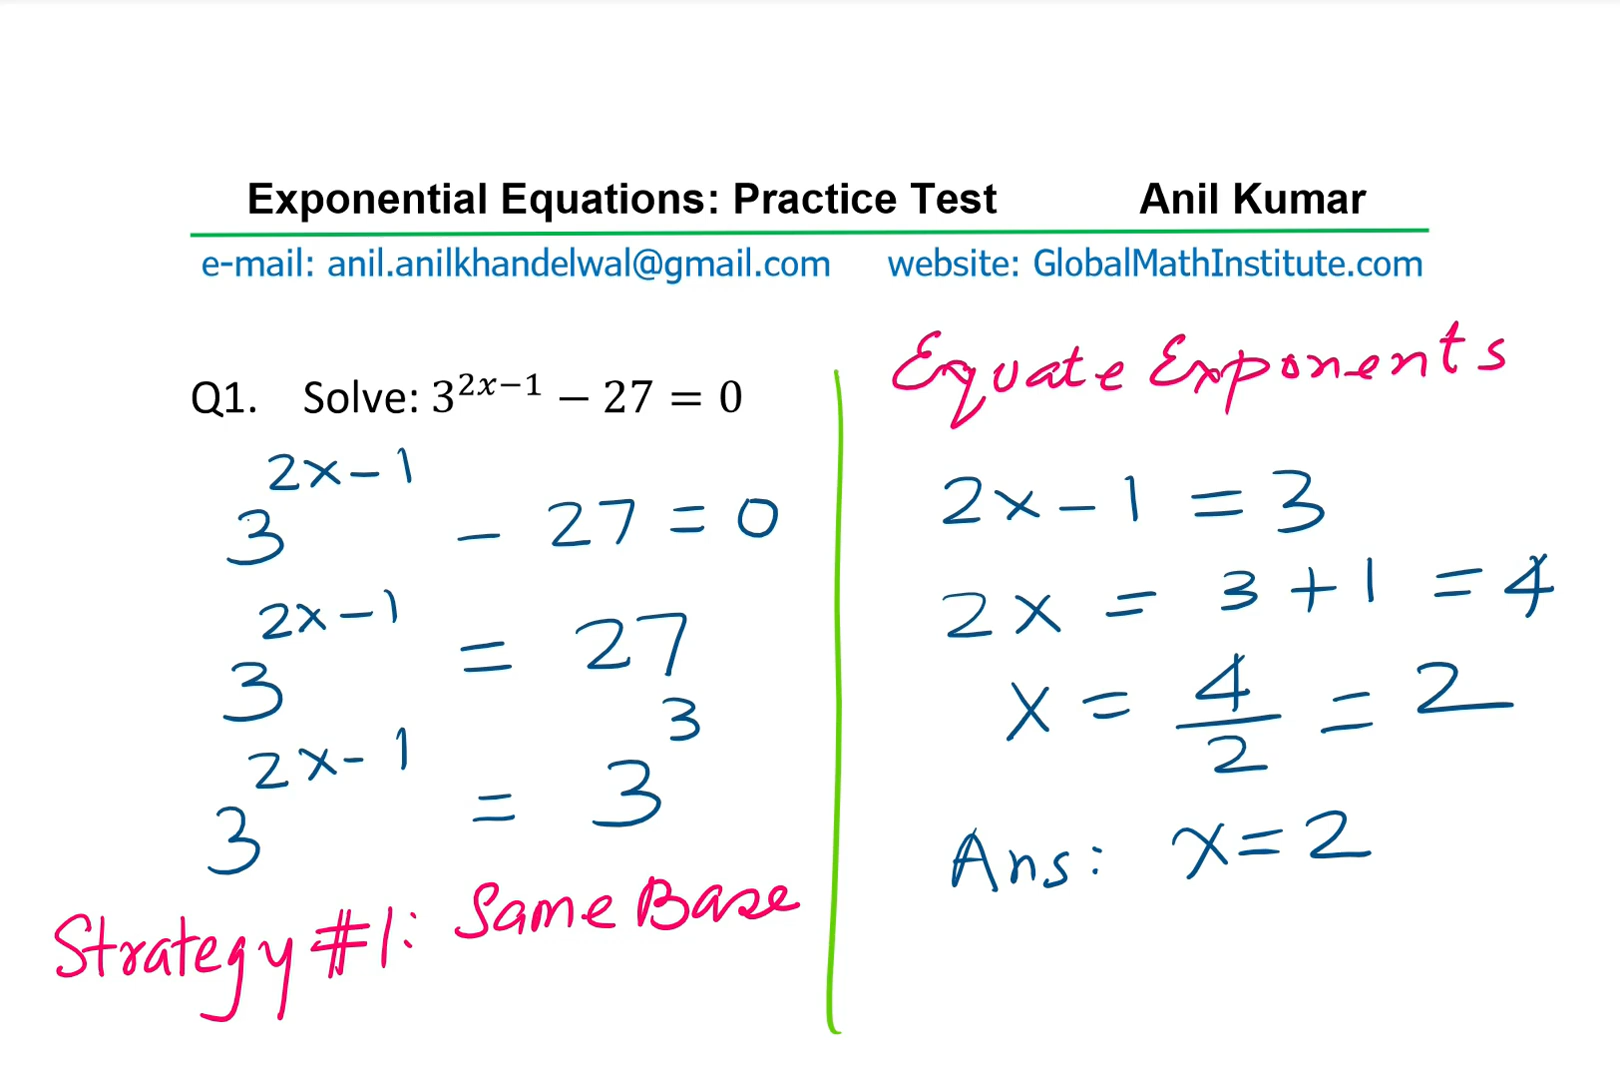 Exponential Equations: Practice Test Anil Kumar
e-mail: anil.anilkhandelwal@gmail.com website: GlobalMathInstitute.com
Q1. Solve: 3^{2x−1} − 27 = 0
3^{2x-1} - 27 = 0
3^{2x-1} = 27
3^{2x-1} = 3^3
Strategy #1: Same Base
Equate Exponents
2x - 1 = 3
2x = 3 + 1 = 4
x = 4/2 = 2
Ans: x = 2